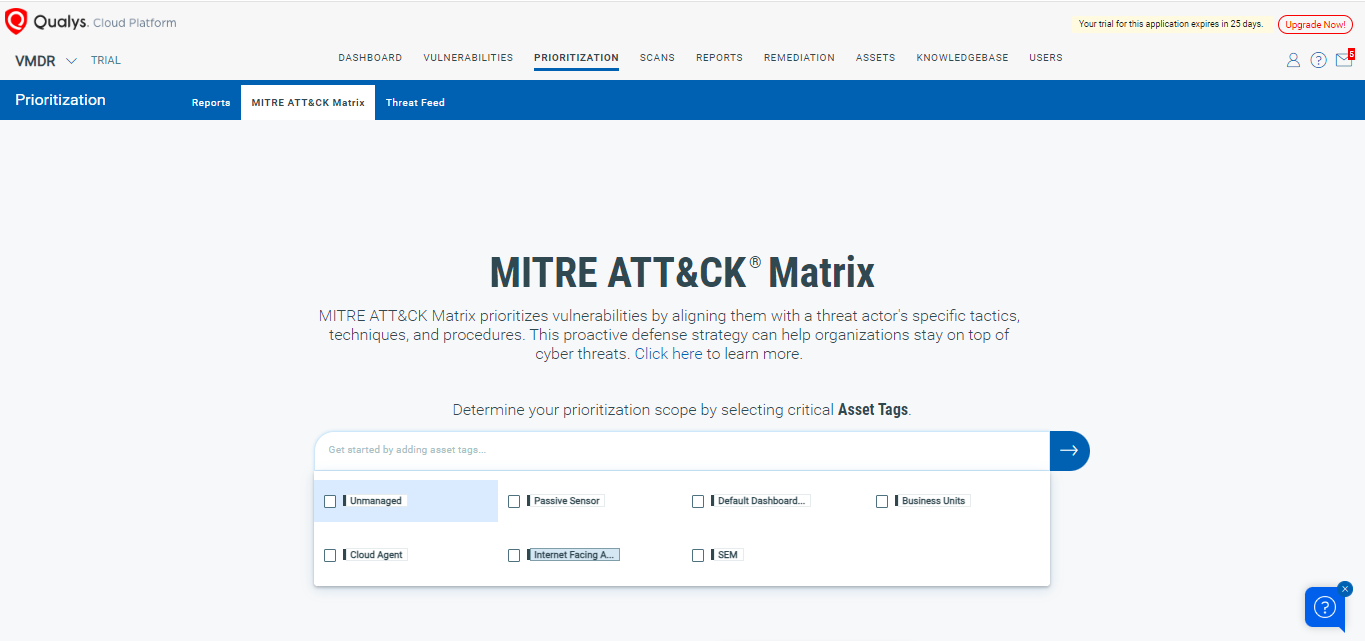 Qualys. Cloud Platform
Your trial for this application expires in 25 days. Upgrade Now!
VMDR TRIAL DASHBOARD VULNERABILITIES PRIORITIZATION SCANS REPORTS REMEDIATION ASSETS KNOWLEDGEBASE USERS 5
Prioritization Reports MITRE ATT&CK Matrix Threat Feed
MITRE ATT&CK® Matrix
MITRE ATT&CK Matrix prioritizes vulnerabilities by aligning them with a threat actor's specific tactics,
techniques, and procedures. This proactive defense strategy can help organizations stay on top of
cyber threats. Click here to learn more.
Determine your prioritization scope by selecting critical Asset Tags.
Get started by adding asset tags...
Unmanaged Passive Sensor Default Dashboard... Business Units
Cloud Agent Internet Facing A... SEM